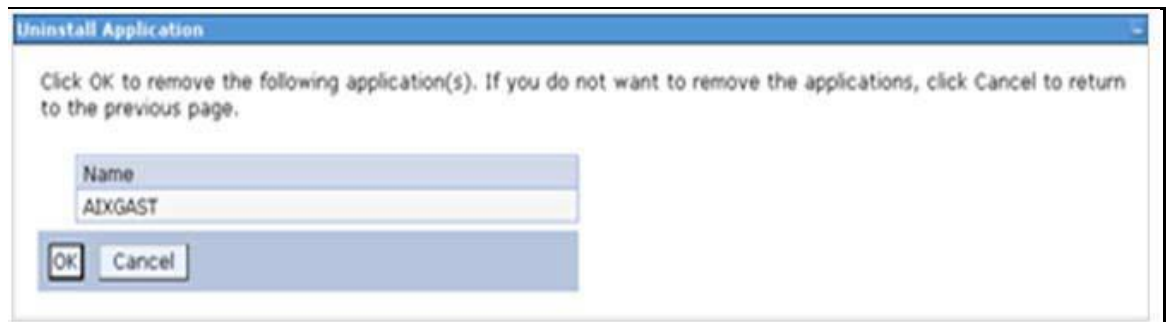 Uninstall Application
Click OK to remove the following application(s). If you do not want to remove the applications, click Cancel to return
to the previous page.
Name
AIXGAST
OK Cancel